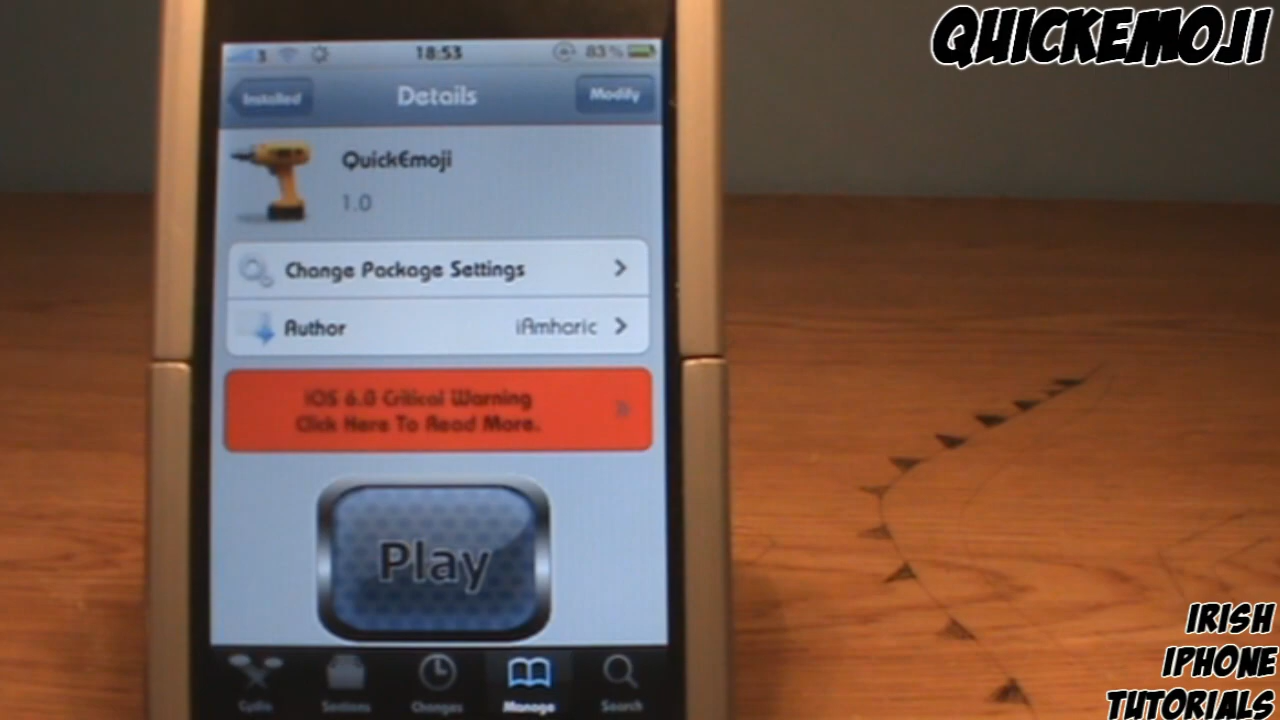 QUICKEMOJI
3 18:53 83%
Installed Details Modify
QuickEmoji
1.0
Change Package Settings
Author iAmharic
IOS 6.0 Critical Warning
Click Here To Read More.
Play
Cydia Sections Changes Manage Search
IRISH
IPHONE
TUTORIALS